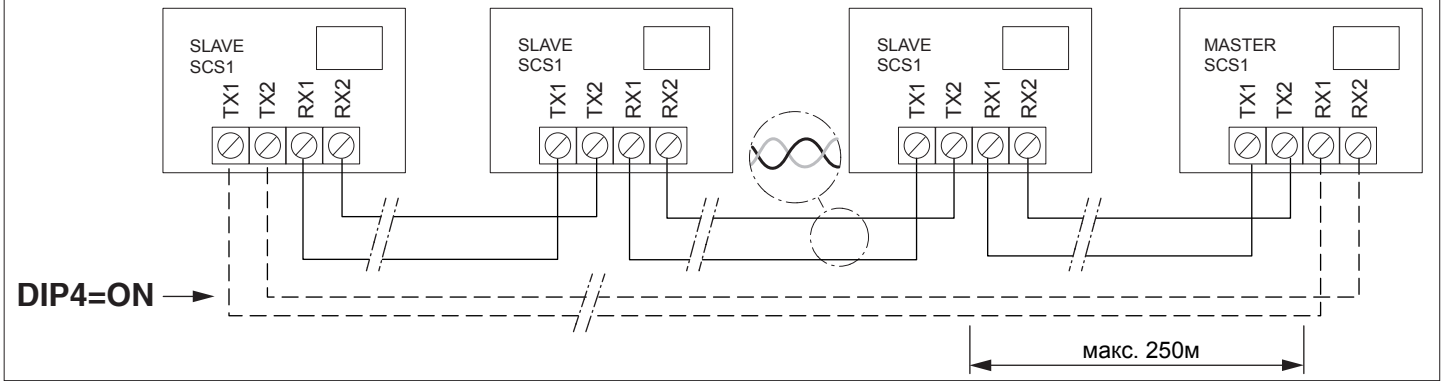 SLAVE
SCS1
TX1
TX2
RX1
RX2
SLAVE
SCS1
TX1
TX2
RX1
RX2
SLAVE
SCS1
TX1
TX2
RX1
RX2
MASTER
SCS1
TX1
TX2
RX1
RX2
DIP4=ON
макс. 250м